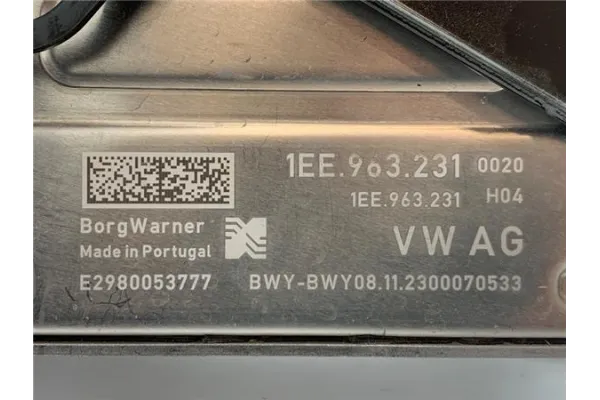 1EE.963.231 0020
1EE.963.231 H04
BorgWarner
Made in Portugal
VW AG
E2980053777 BWY-BWY08.11.2300070533